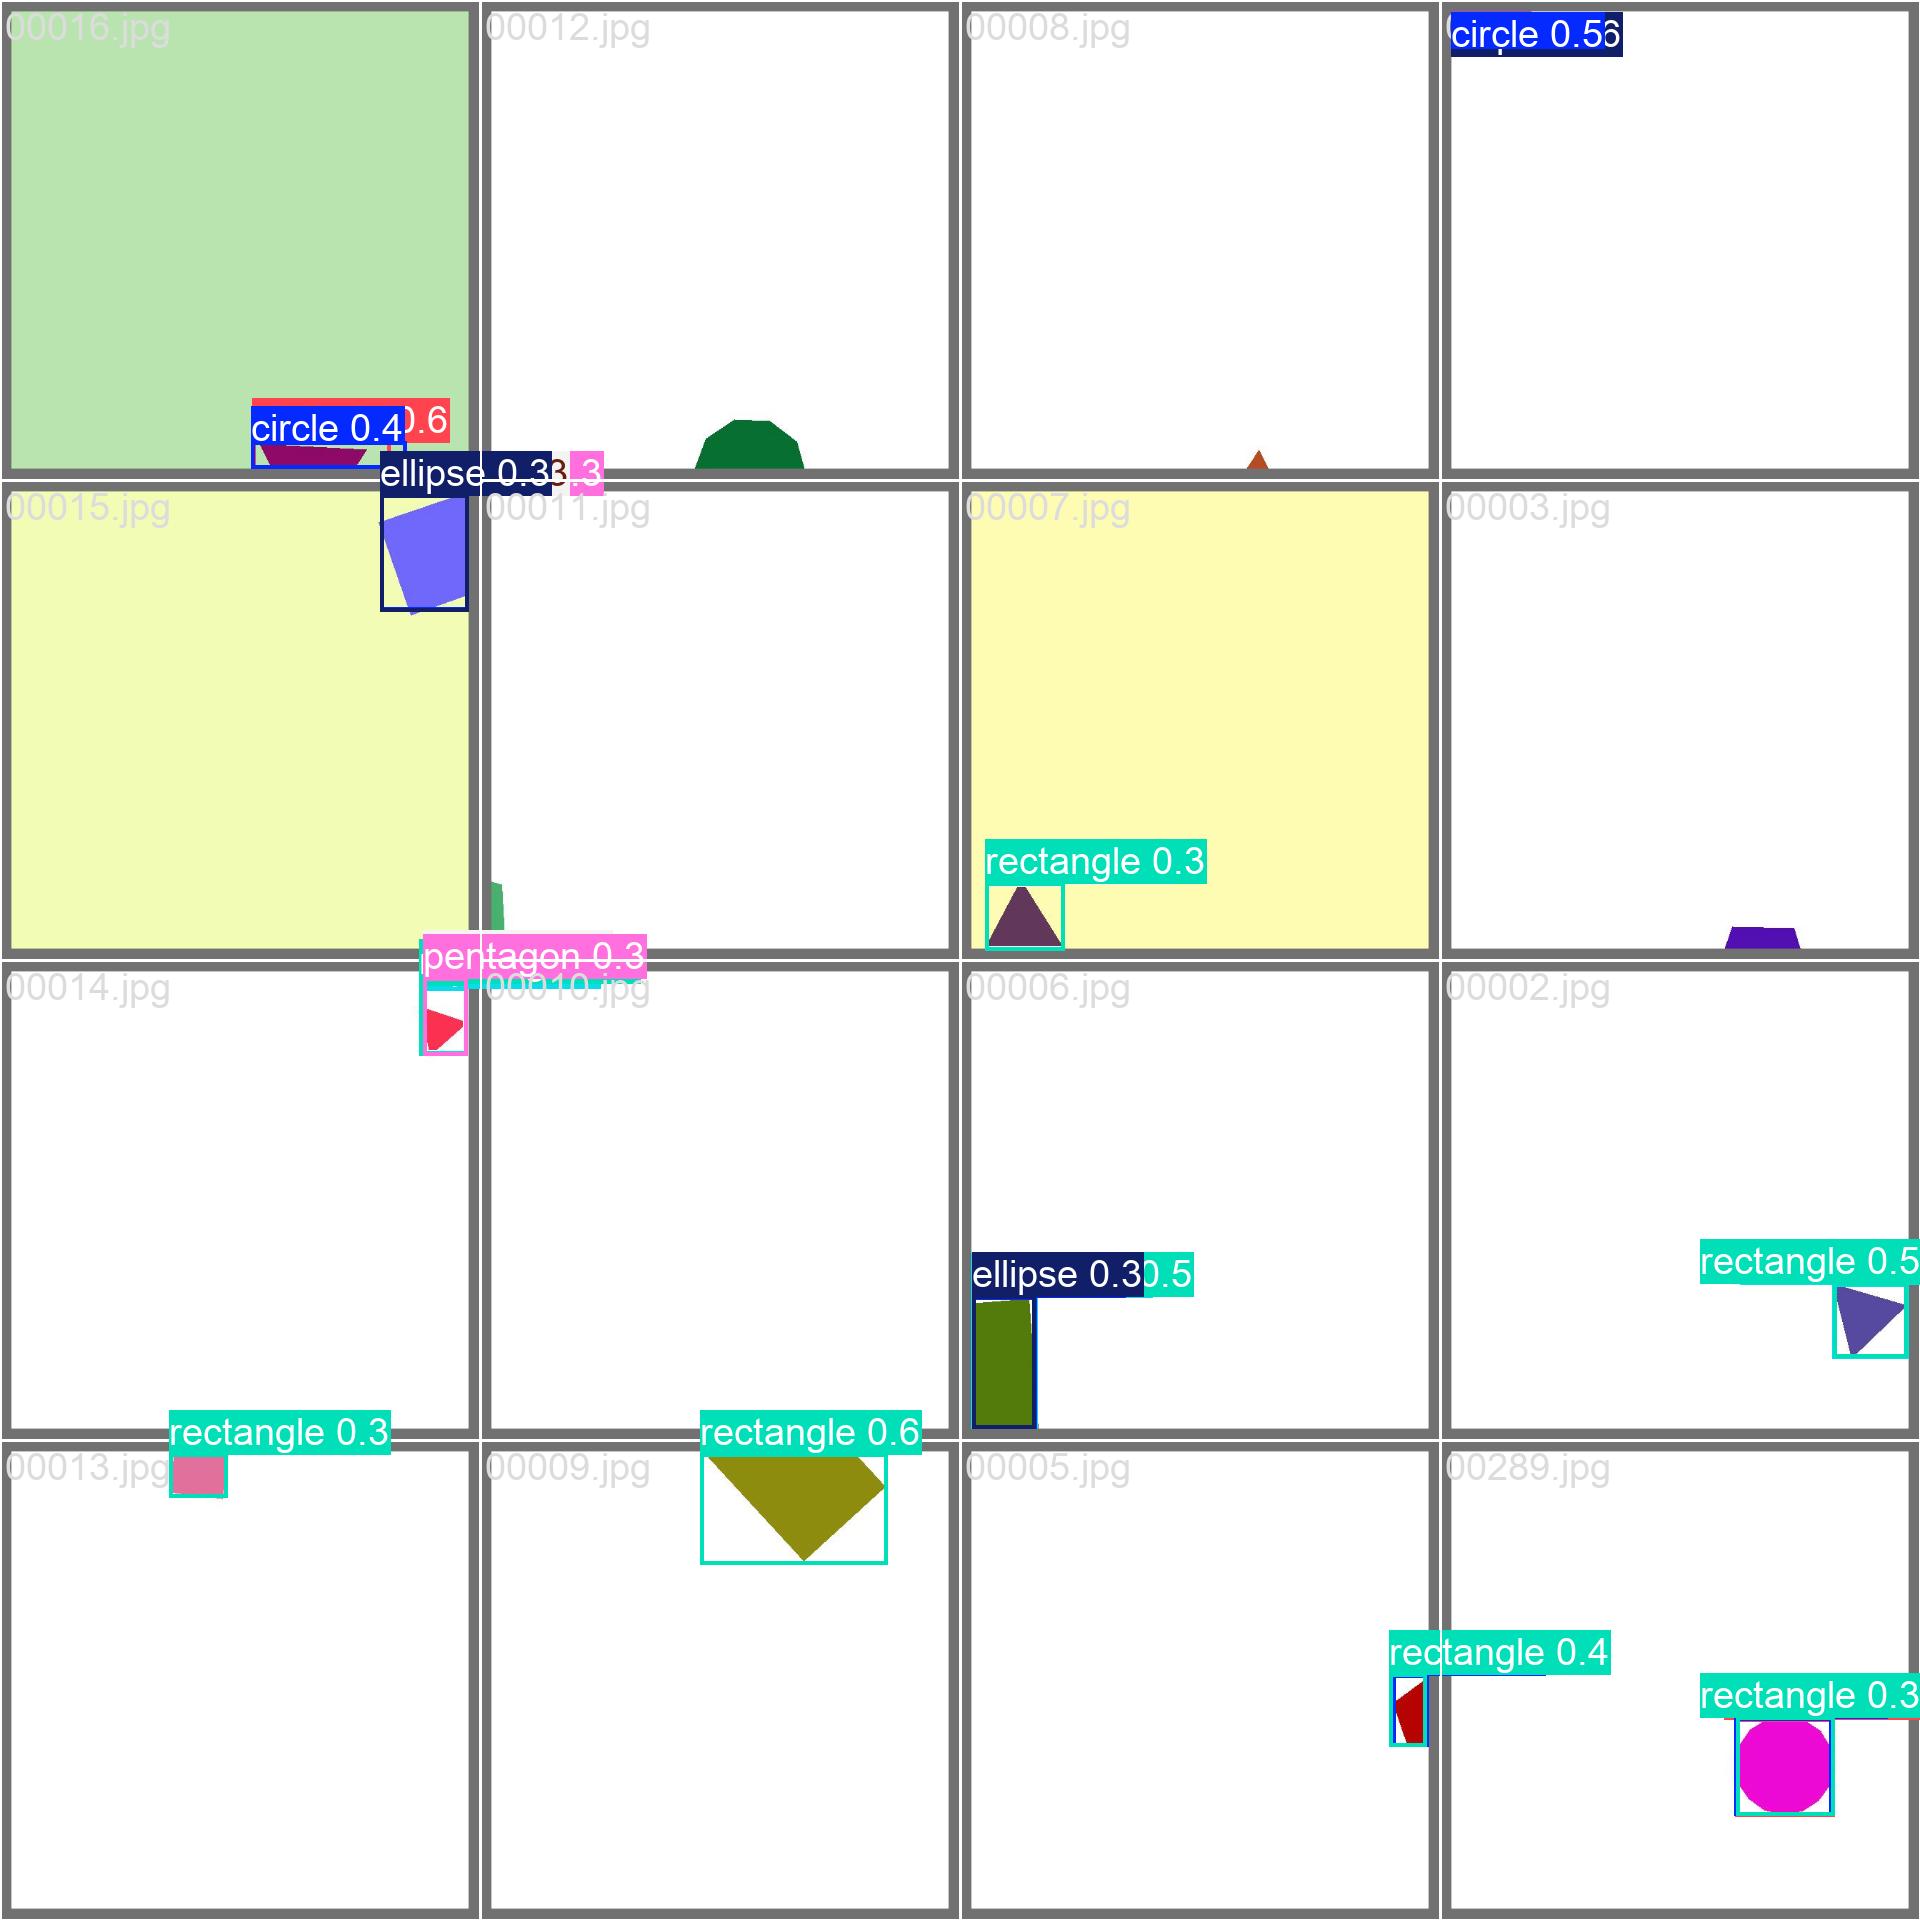 00016.jpg
00012.jpg
00008.jpg
circle 0.56
circle 0.4 0.6
ellipse 0.33 .3
00015.jpg
00011.jpg
00007.jpg
00003.jpg
rectangle 0.3
pentagon 0.3
00014.jpg
00010.jpg
00006.jpg
00002.jpg
ellipse 0.3 0.5
rectangle 0.5
rectangle 0.3
rectangle 0.6
00013.jpg
00009.jpg
00005.jpg
00289.jpg
rectangle 0.4
rectangle 0.3